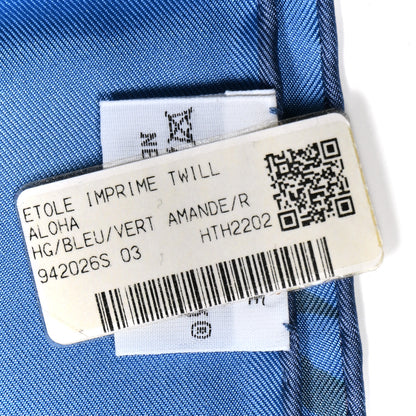 ETOLE IMPRIME TWILL
ALOHA
HG/BLEU/VERT AMANDE/R
942026S 03 HTH2202